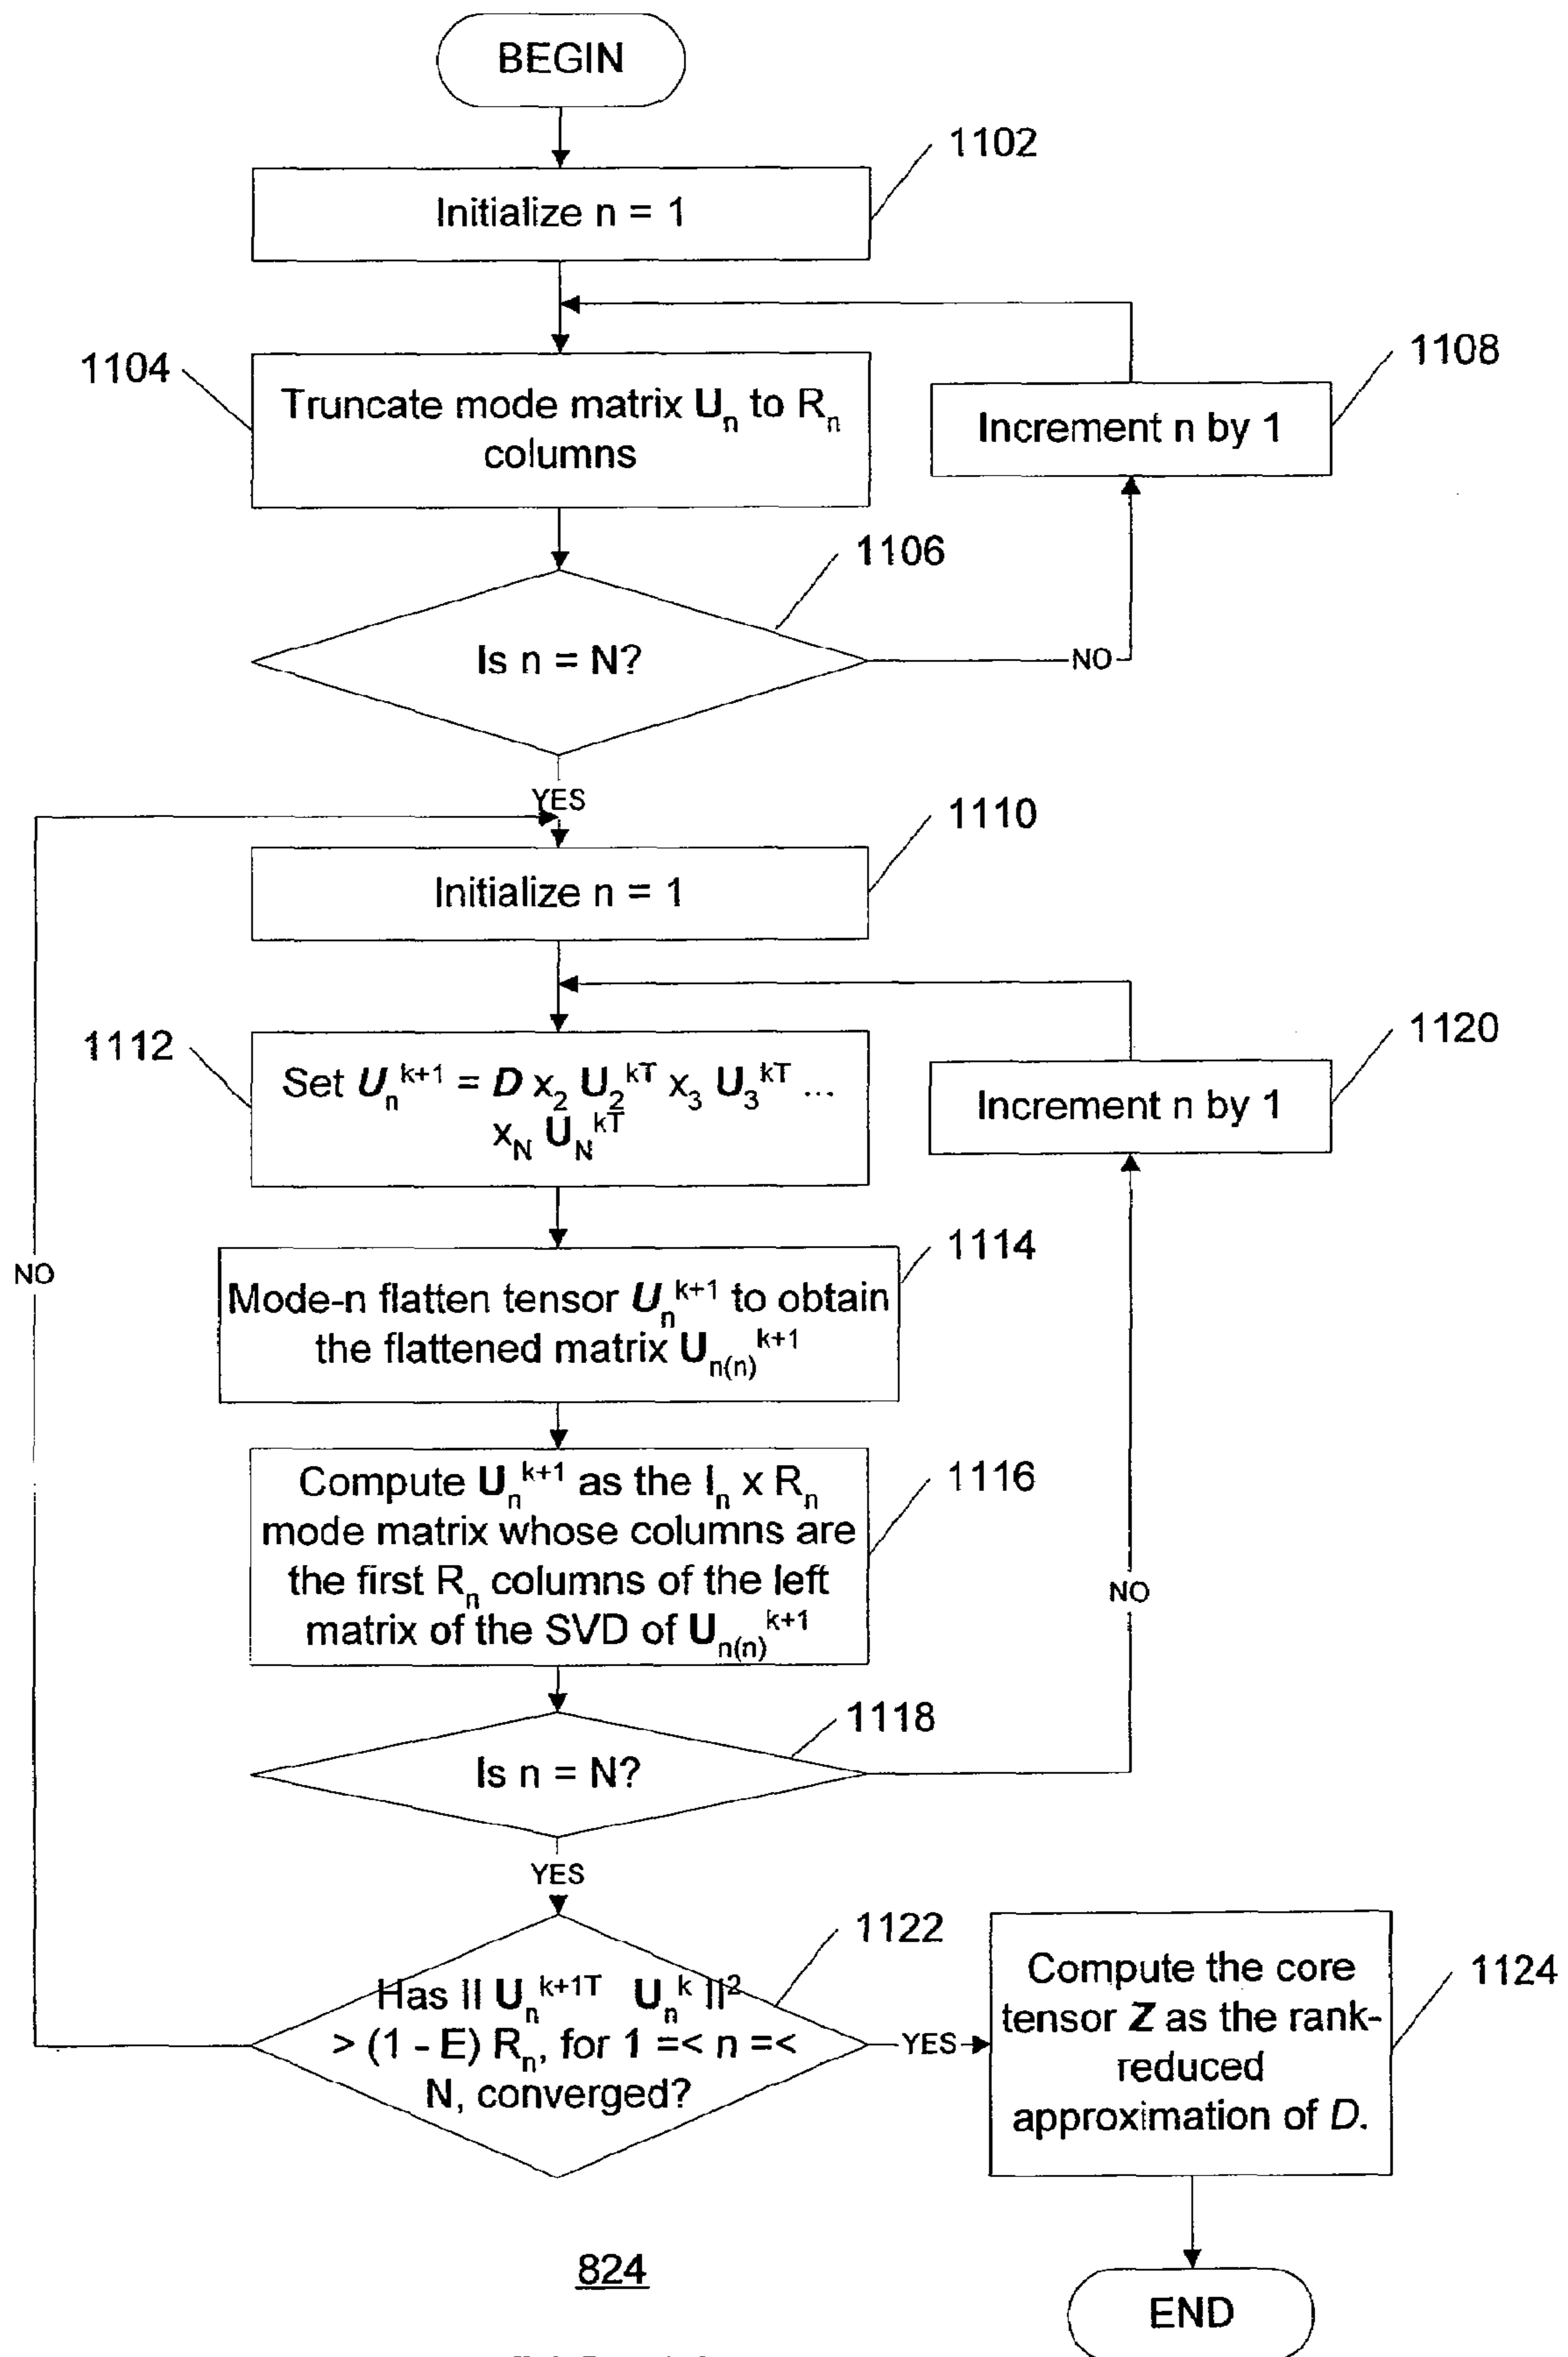 BEGIN
1102
Initialize n = 1
1104
Truncate mode matrix Uₙ to Rₙ
columns
1108
Increment n by 1
1106
Is n = N?
NO
YES
1110
Initialize n = 1
1112
Set Uₙᵏ⁺¹ = D x₂ U₂ᵏᵀ x₃ U₃ᵏᵀ ...
x_N U_Nᵏᵀ
1120
Increment n by 1
1114
Mode-n flatten tensor Uₙᵏ⁺¹ to obtain
the flattened matrix Uₙ₍ₙ₎ᵏ⁺¹
NO
1116
Compute Uₙᵏ⁺¹ as the Iₙ x Rₙ
mode matrix whose columns are
the first Rₙ columns of the left
matrix of the SVD of Uₙ₍ₙ₎ᵏ⁺¹
NO
1118
Is n = N?
YES
1122
Has || Uₙᵏ⁺¹ᵀ Uₙᵏ ||²
> (1 - E) Rₙ, for 1 =< n =<
N, converged?
YES
1124
Compute the core
tensor Z as the rank-
reduced
approximation of D.
824
END